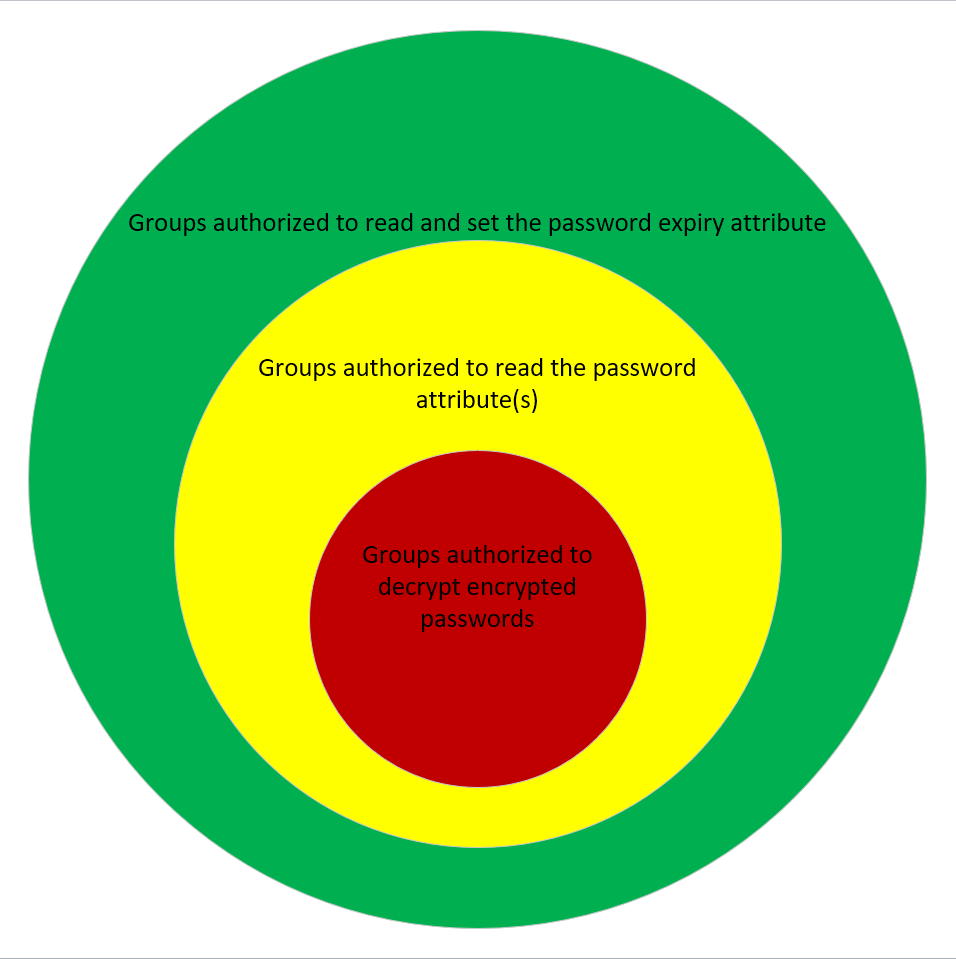 Groups authorized to read and set the password expiry attribute
Groups authorized to read the password
attribute(s)
Groups authorized to
decrypt encrypted
passwords